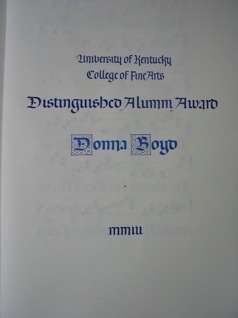 University of Kentucky
College of Fine Arts
Distinguished Alumni Award
Donna Boyd
MMIII